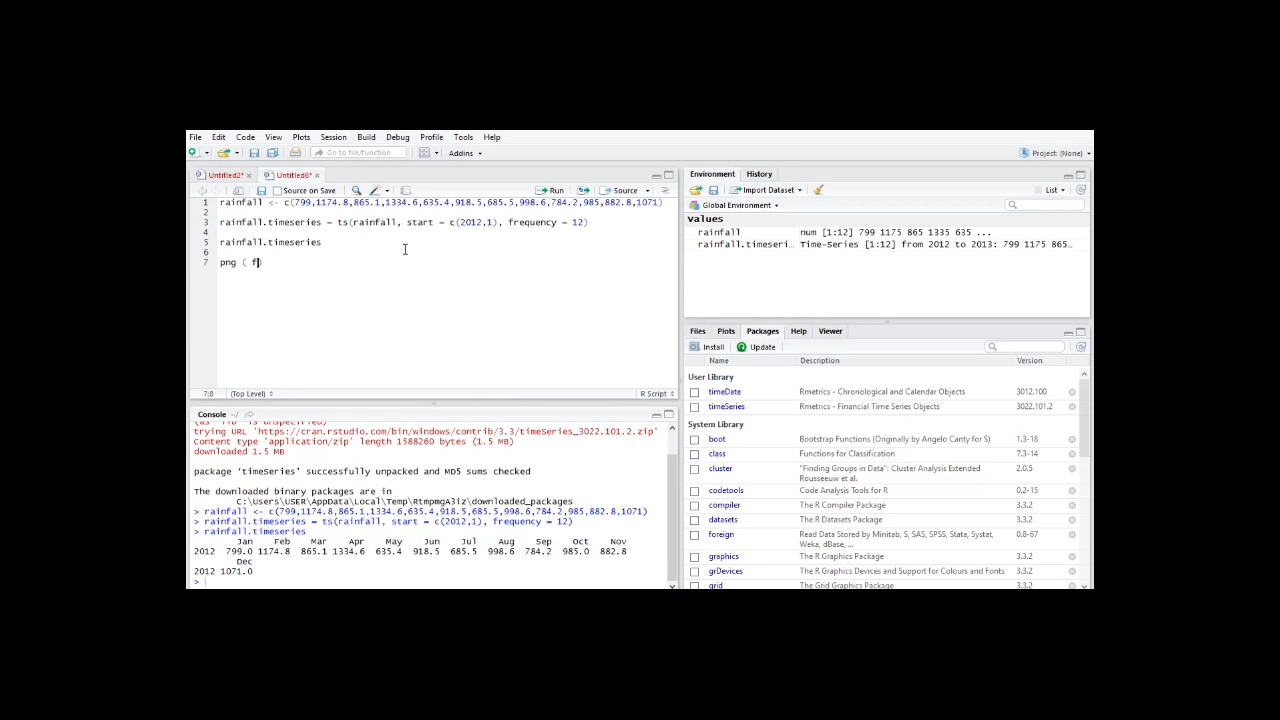 File Edit Code View Plots Session Build Debug Profile Tools Help
Go to file/function Addins Project: (None)
Untitled2* Untitled6*
Source on Save Run Source
1 rainfall <- c(799,1174.8,865.1,1334.6,635.4,918.5,685.5,998.6,784.2,985,882.8,1071)
2
3 rainfall.timeseries = ts(rainfall, start = c(2012,1), frequency = 12)
4
5 rainfall.timeseries
6
7 png ( f)
7:8 (Top Level) R Script
Console ~/
trying URL 'https://cran.rstudio.com/bin/windows/contrib/3.3/timeSeries_3022.101.2.zip'
Content type 'application/zip' length 1588260 bytes (1.5 MB)
downloaded 1.5 MB
package 'timeSeries' successfully unpacked and MD5 sums checked
The downloaded binary packages are in
C:\Users\USER\AppData\Local\Temp\RtmpmgA3iz\downloaded_packages
> rainfall <- c(799,1174.8,865.1,1334.6,635.4,918.5,685.5,998.6,784.2,985,882.8,1071)
> rainfall.timeseries = ts(rainfall, start = c(2012,1), frequency = 12)
> rainfall.timeseries
Jan Feb Mar Apr May Jun Jul Aug Sep Oct Nov
2012 799.0 1174.8 865.1 1334.6 635.4 918.5 685.5 998.6 784.2 985.0 882.8
Dec
2012 1071.0
>
Environment History
Import Dataset List
Global Environment
values
rainfall num [1:12] 799 1175 865 1335 635 ...
rainfall.timeseri... Time-Series [1:12] from 2012 to 2013: 799 1175 865...
Files Plots Packages Help Viewer
Install Update
Name Description Version
User Library
timeDate Rmetrics - Chronological and Calendar Objects 3012.100
timeSeries Rmetrics - Financial Time Series Objects 3022.101.2
System Library
boot Bootstrap Functions (Originally by Angelo Canty for S) 1.3-18
class Functions for Classification 7.3-14
cluster "Finding Groups in Data": Cluster Analysis Extended 2.0.5
Rousseeuw et al.
codetools Code Analysis Tools for R 0.2-15
compiler The R Compiler Package 3.3.2
datasets The R Datasets Package 3.3.2
foreign Read Data Stored by Minitab, S, SAS, SPSS, Stata, Systat, 0.8-67
Weka, dBase, ...
graphics The R Graphics Package 3.3.2
grDevices The R Graphics Devices and Support for Colours and Fonts 3.3.2
grid The Grid Graphics Package 3.3.2